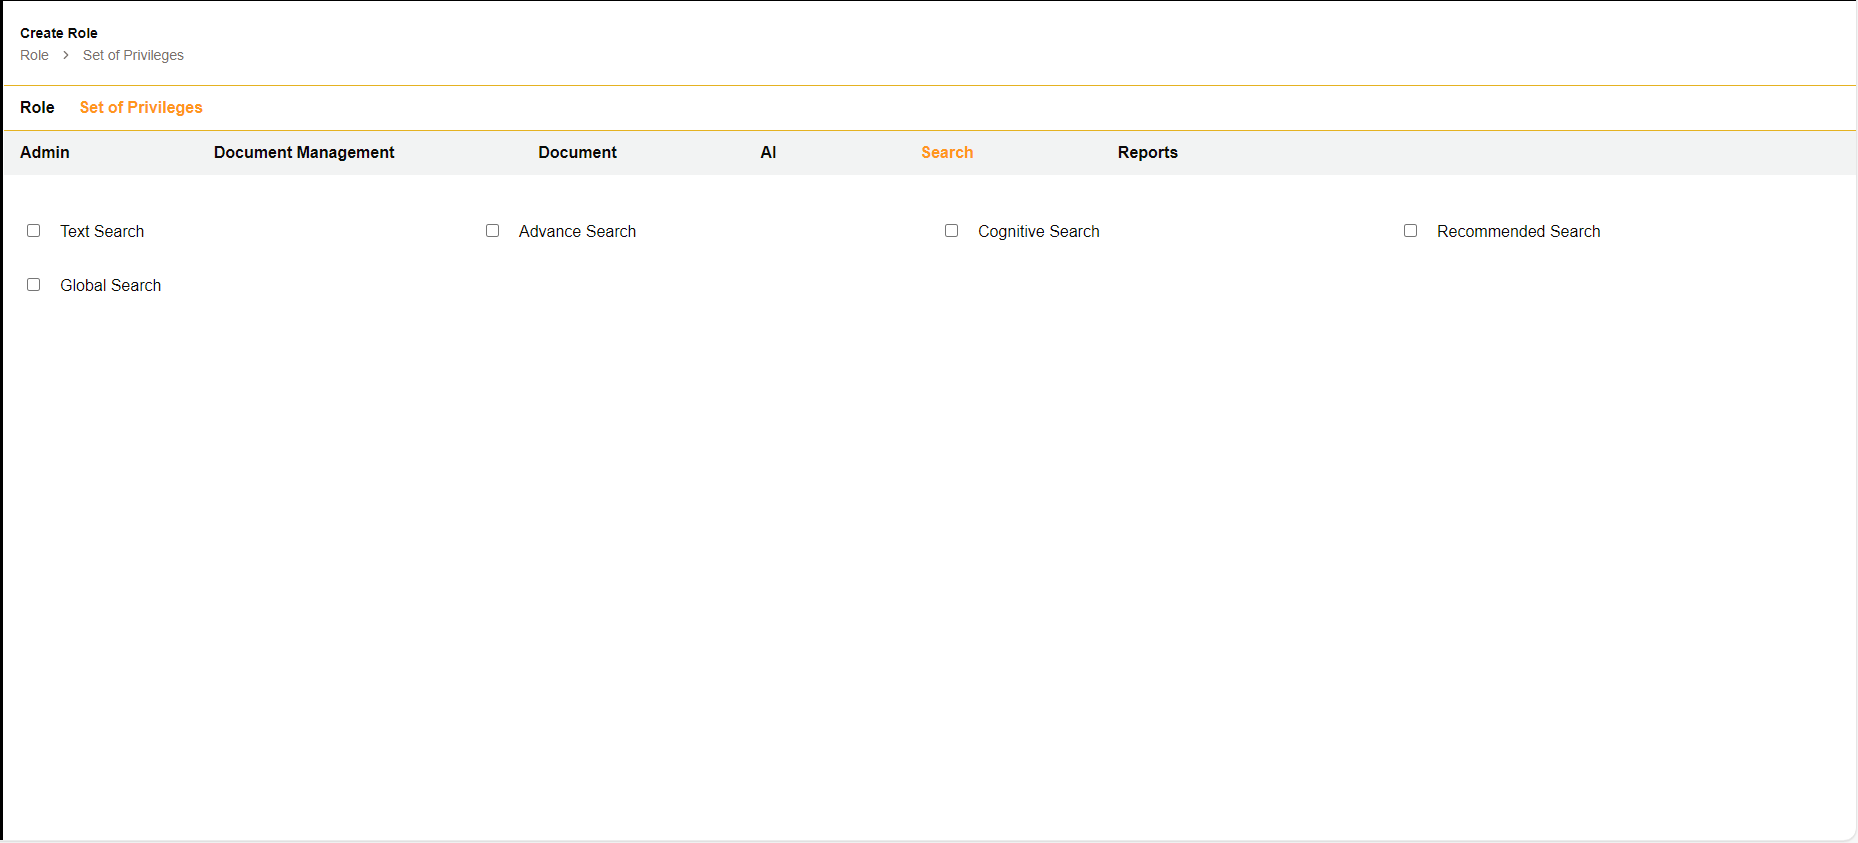 Create Role
Role > Set of Privileges
Role Set of Privileges
Admin Document Management Document AI Search Reports
Text Search Advance Search Cognitive Search Recommended Search
Global Search